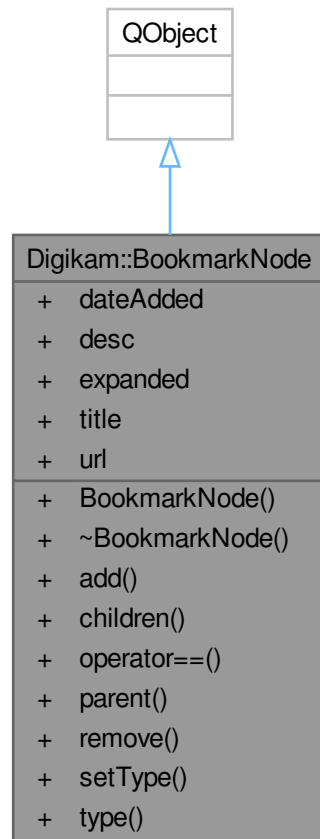 QObject
Digikam::BookmarkNode
+ dateAdded
+ desc
+ expanded
+ title
+ url
+ BookmarkNode()
+ ~BookmarkNode()
+ add()
+ children()
+ operator==()
+ parent()
+ remove()
+ setType()
+ type()